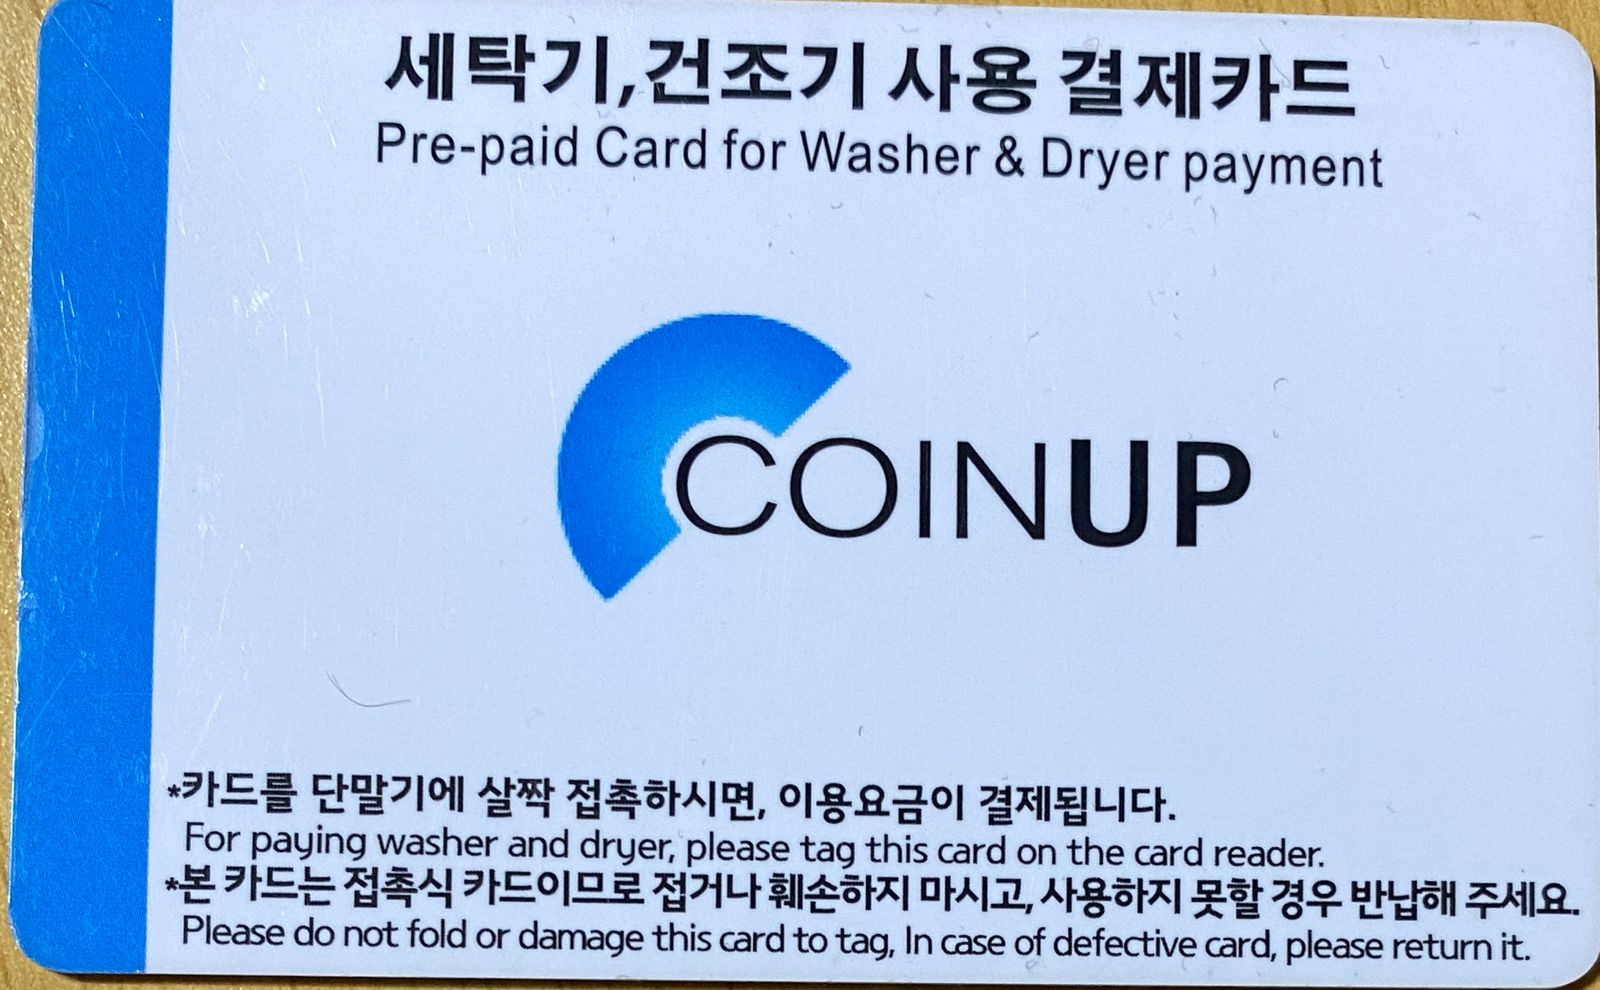 세탁기,건조기 사용 결제카드
Pre-paid Card for Washer & Dryer payment
COINUP
*카드를 단말기에 살짝 접촉하시면, 이용요금이 결제됩니다.
For paying washer and dryer, please tag this card on the card reader.
*본 카드는 접촉식 카드이므로 접거나 훼손하지 마시고, 사용하지 못할 경우 반납해 주세요.
Please do not fold or damage this card to tag, In case of defective card, please return it.